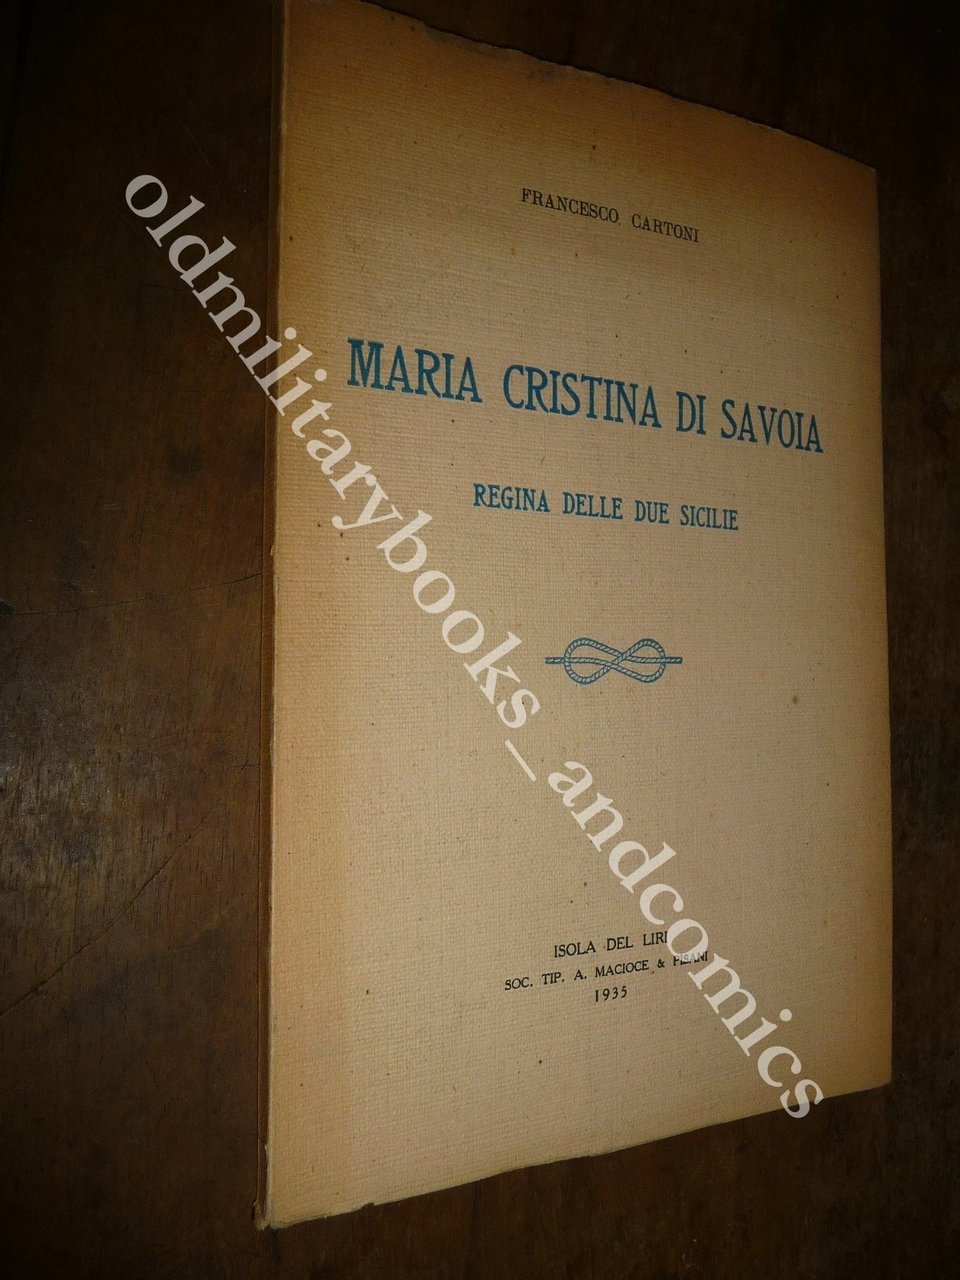 FRANCESCO CARTONI
MARIA CRISTINA DI SAVOIA
REGINA DELLE DUE SICILIE
ISOLA DEL LIRI
SOC. TIP. A. MACIOCE & PISANI
1935
oldmilitarybooks_andcomics